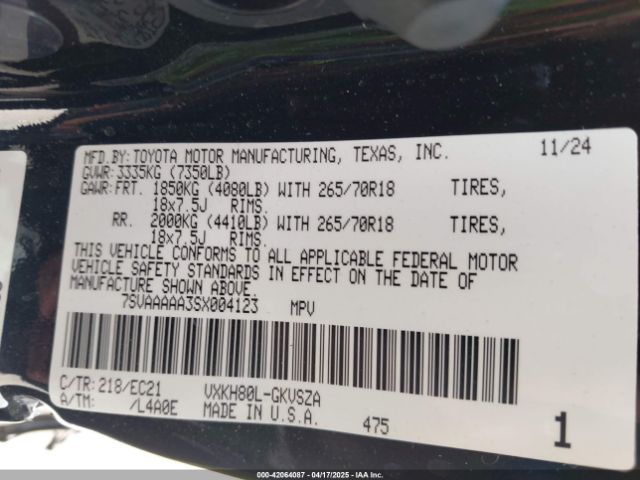 MFD.BY: TOYOTA MOTOR MANUFACTURING, TEXAS, INC. 11/24
GVWR: 3335KG (7350LB)
GAWR: FRT. 1850KG (4080LB) WITH 265/70R18 TIRES,
18x7.5J RIMS.
RR. 2000KG (4410LB) WITH 265/70R18 TIRES,
18x7.5J RIMS.
THIS VEHICLE CONFORMS TO ALL APPLICABLE FEDERAL MOTOR
VEHICLE SAFETY STANDARDS IN EFFECT ON THE DATE OF
MANUFACTURE SHOWN ABOVE.
7SVAAAAA3SX004123 MPV
C/TR: 218/EC21 VXKH80L-GKVSZA
A/TM: /L4A0E MADE IN U.S.A. 475 1
000-42064087 - 04/17/2025 - IAAI.COM